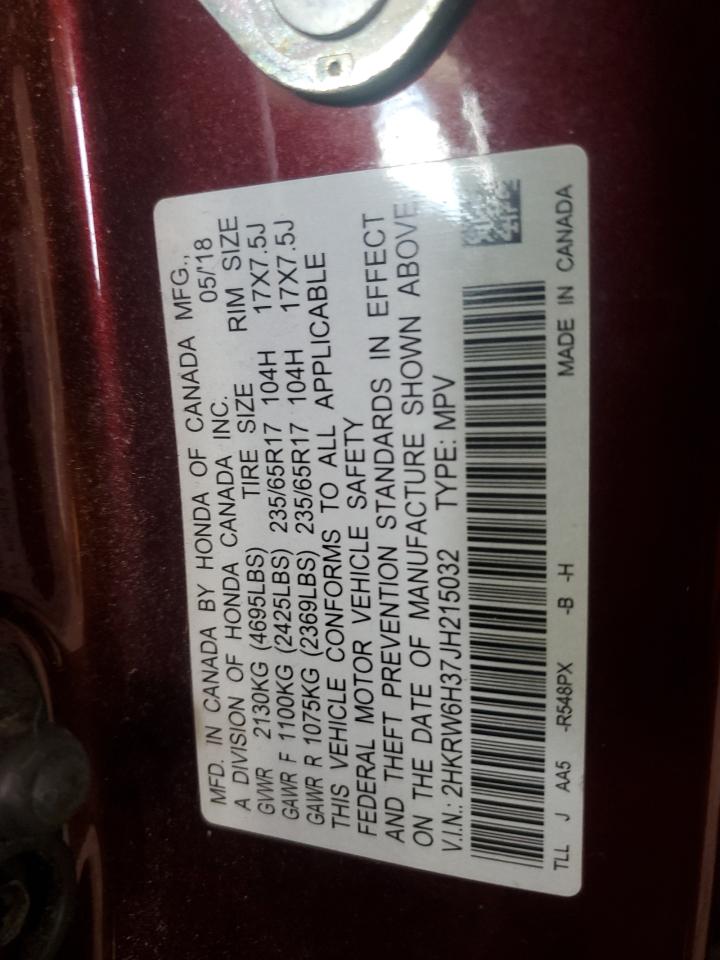 MFD. IN CANADA BY HONDA OF CANADA MFG.,
A DIVISION OF HONDA CANADA INC. 05/'18
GVWR 2130KG (4695LBS) TIRE SIZE RIM SIZE
GAWR F 1100KG (2425LBS) 235/65R17 104H 17X7.5J
GAWR R 1075KG (2369LBS) 235/65R17 104H 17X7.5J
THIS VEHICLE CONFORMS TO ALL APPLICABLE
FEDERAL MOTOR VEHICLE SAFETY
AND THEFT PREVENTION STANDARDS IN EFFECT
ON THE DATE OF MANUFACTURE SHOWN ABOVE
V.I.N.: 2HKRW6H37JH215032 TYPE: MPV
TLL J AA5 -R548PX -B -H MADE IN CANADA